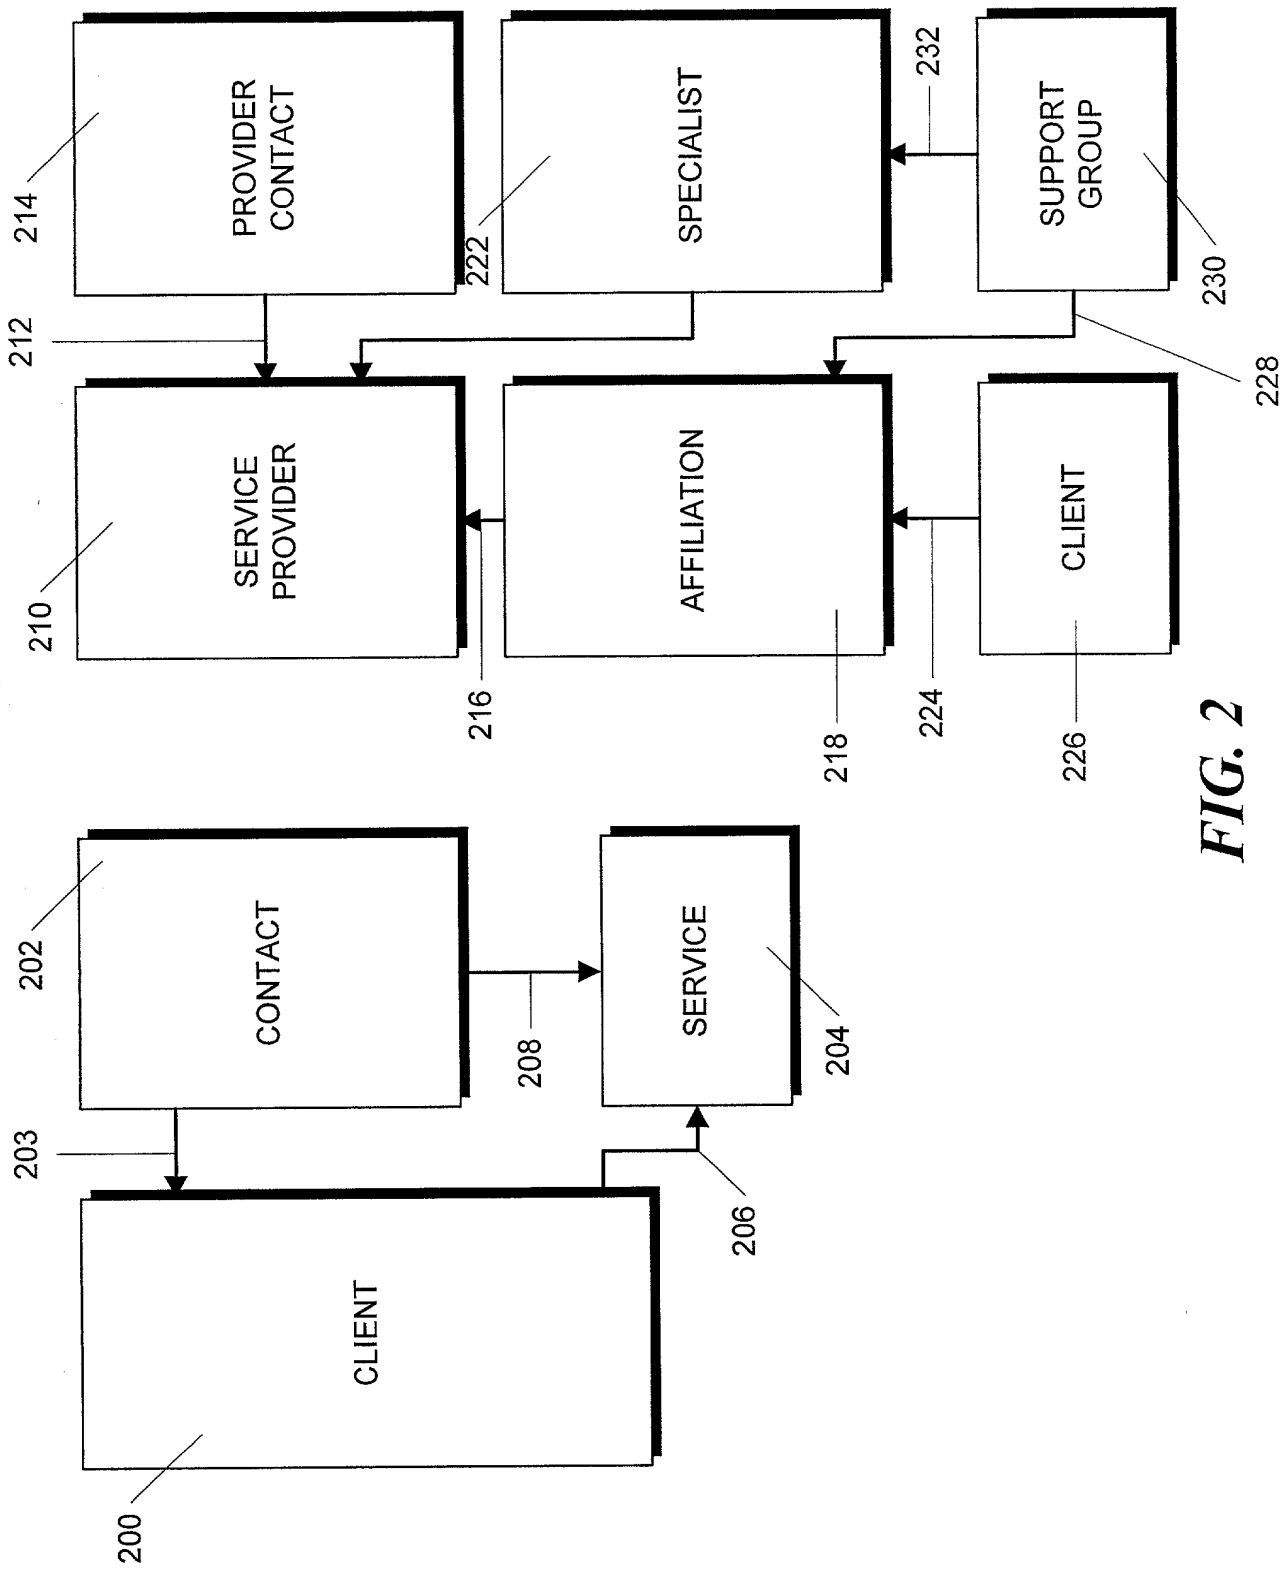 203
202
210
212
214
200
CONTACT
SERVICE
PROVIDER
PROVIDER
CONTACT
CLIENT
208
216
222
SERVICE
AFFILIATION
SPECIALIST
206
204
218
224
232
226
CLIENT
SUPPORT
GROUP
230
228
FIG. 2